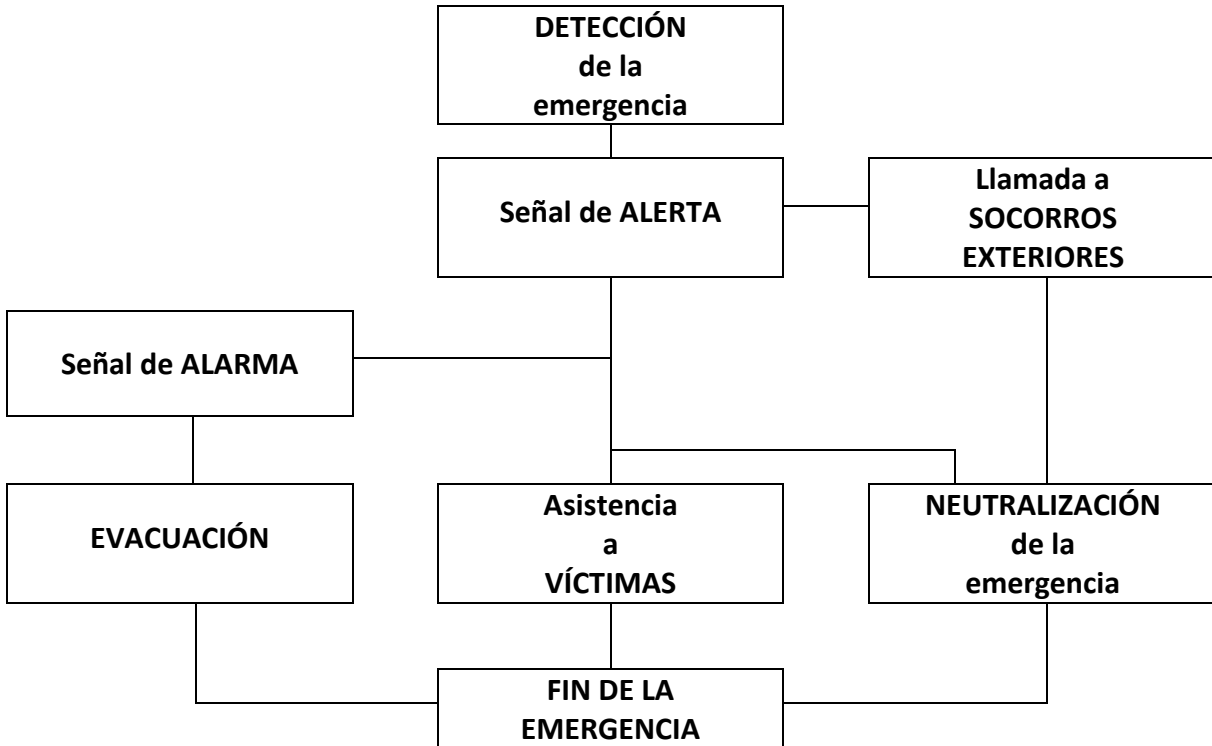 DETECCIÓN
de la
emergencia
Señal de ALERTA
Llamada a
SOCORROS
EXTERIORES
Señal de ALARMA
EVACUACIÓN
Asistencia
a
VÍCTIMAS
NEUTRALIZACIÓN
de la
emergencia
FIN DE LA
EMERGENCIA